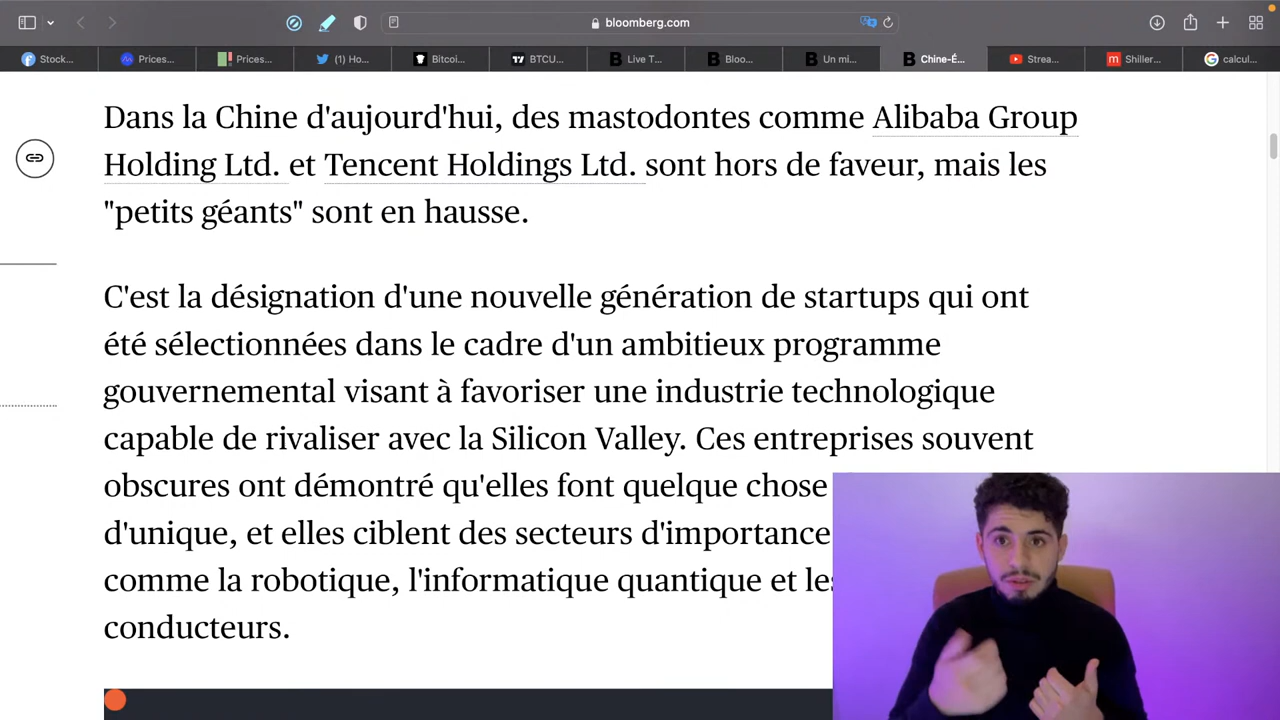 bloomberg.com
Stock...
Prices...
Prices...
(1) Ho...
Bitcoi...
BTCU...
Live T...
Bloo...
Un mi...
Chine-É...
Strea...
Shiller...
calcul...
Dans la Chine d'aujourd'hui, des mastodontes comme Alibaba Group
Holding Ltd. et Tencent Holdings Ltd. sont hors de faveur, mais les
"petits géants" sont en hausse.
C'est la désignation d'une nouvelle génération de startups qui ont
été sélectionnées dans le cadre d'un ambitieux programme
gouvernemental visant à favoriser une industrie technologique
capable de rivaliser avec la Silicon Valley. Ces entreprises souvent
obscures ont démontré qu'elles font quelque chose
d'unique, et elles ciblent des secteurs d'importance
comme la robotique, l'informatique quantique et les
conducteurs.